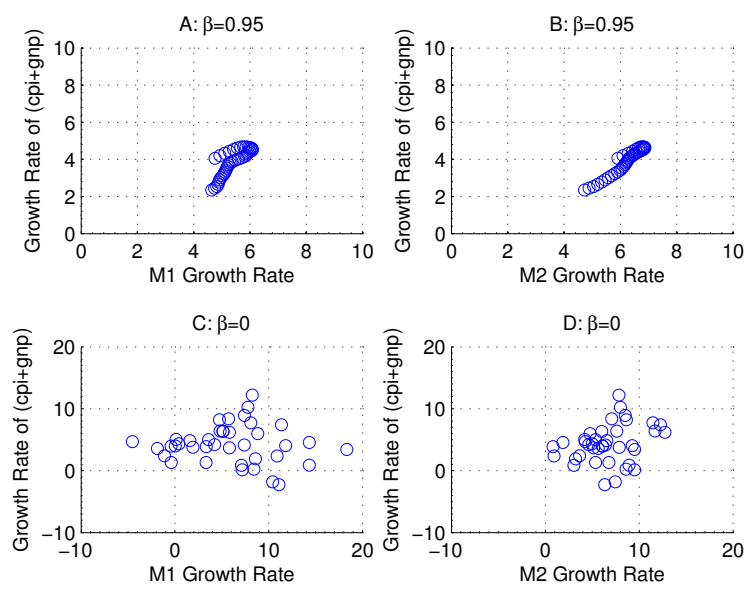 A: β=0.95
Growth Rate of (cpi+gnp)
10
8
6
4
2
0
0 2 4 6 8 10
M1 Growth Rate
B: β=0.95
Growth Rate of (cpi+gnp)
10
8
6
4
2
0
0 2 4 6 8 10
M2 Growth Rate
C: β=0
Growth Rate of (cpi+gnp)
20
10
0
−10
−10 0 10 20
M1 Growth Rate
D: β=0
Growth Rate of (cpi+gnp)
20
10
0
−10
−10 0 10 20
M2 Growth Rate